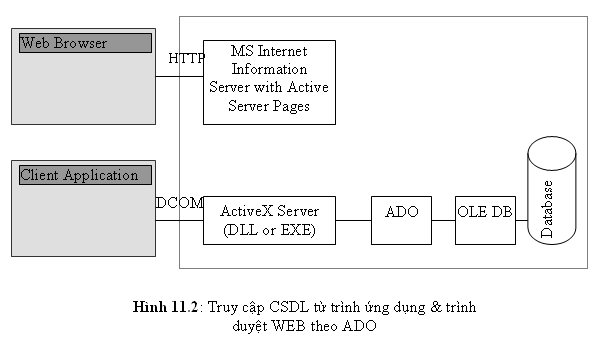 Web Browser
HTTP
MS Internet
Information
Server with Active
Server Pages
Client Application
DCOM
ActiveX Server
(DLL or EXE)
ADO
OLE DB
Database
Hình 11.2: Truy cập CSDL từ trình ứng dụng & trình
duyệt WEB theo ADO